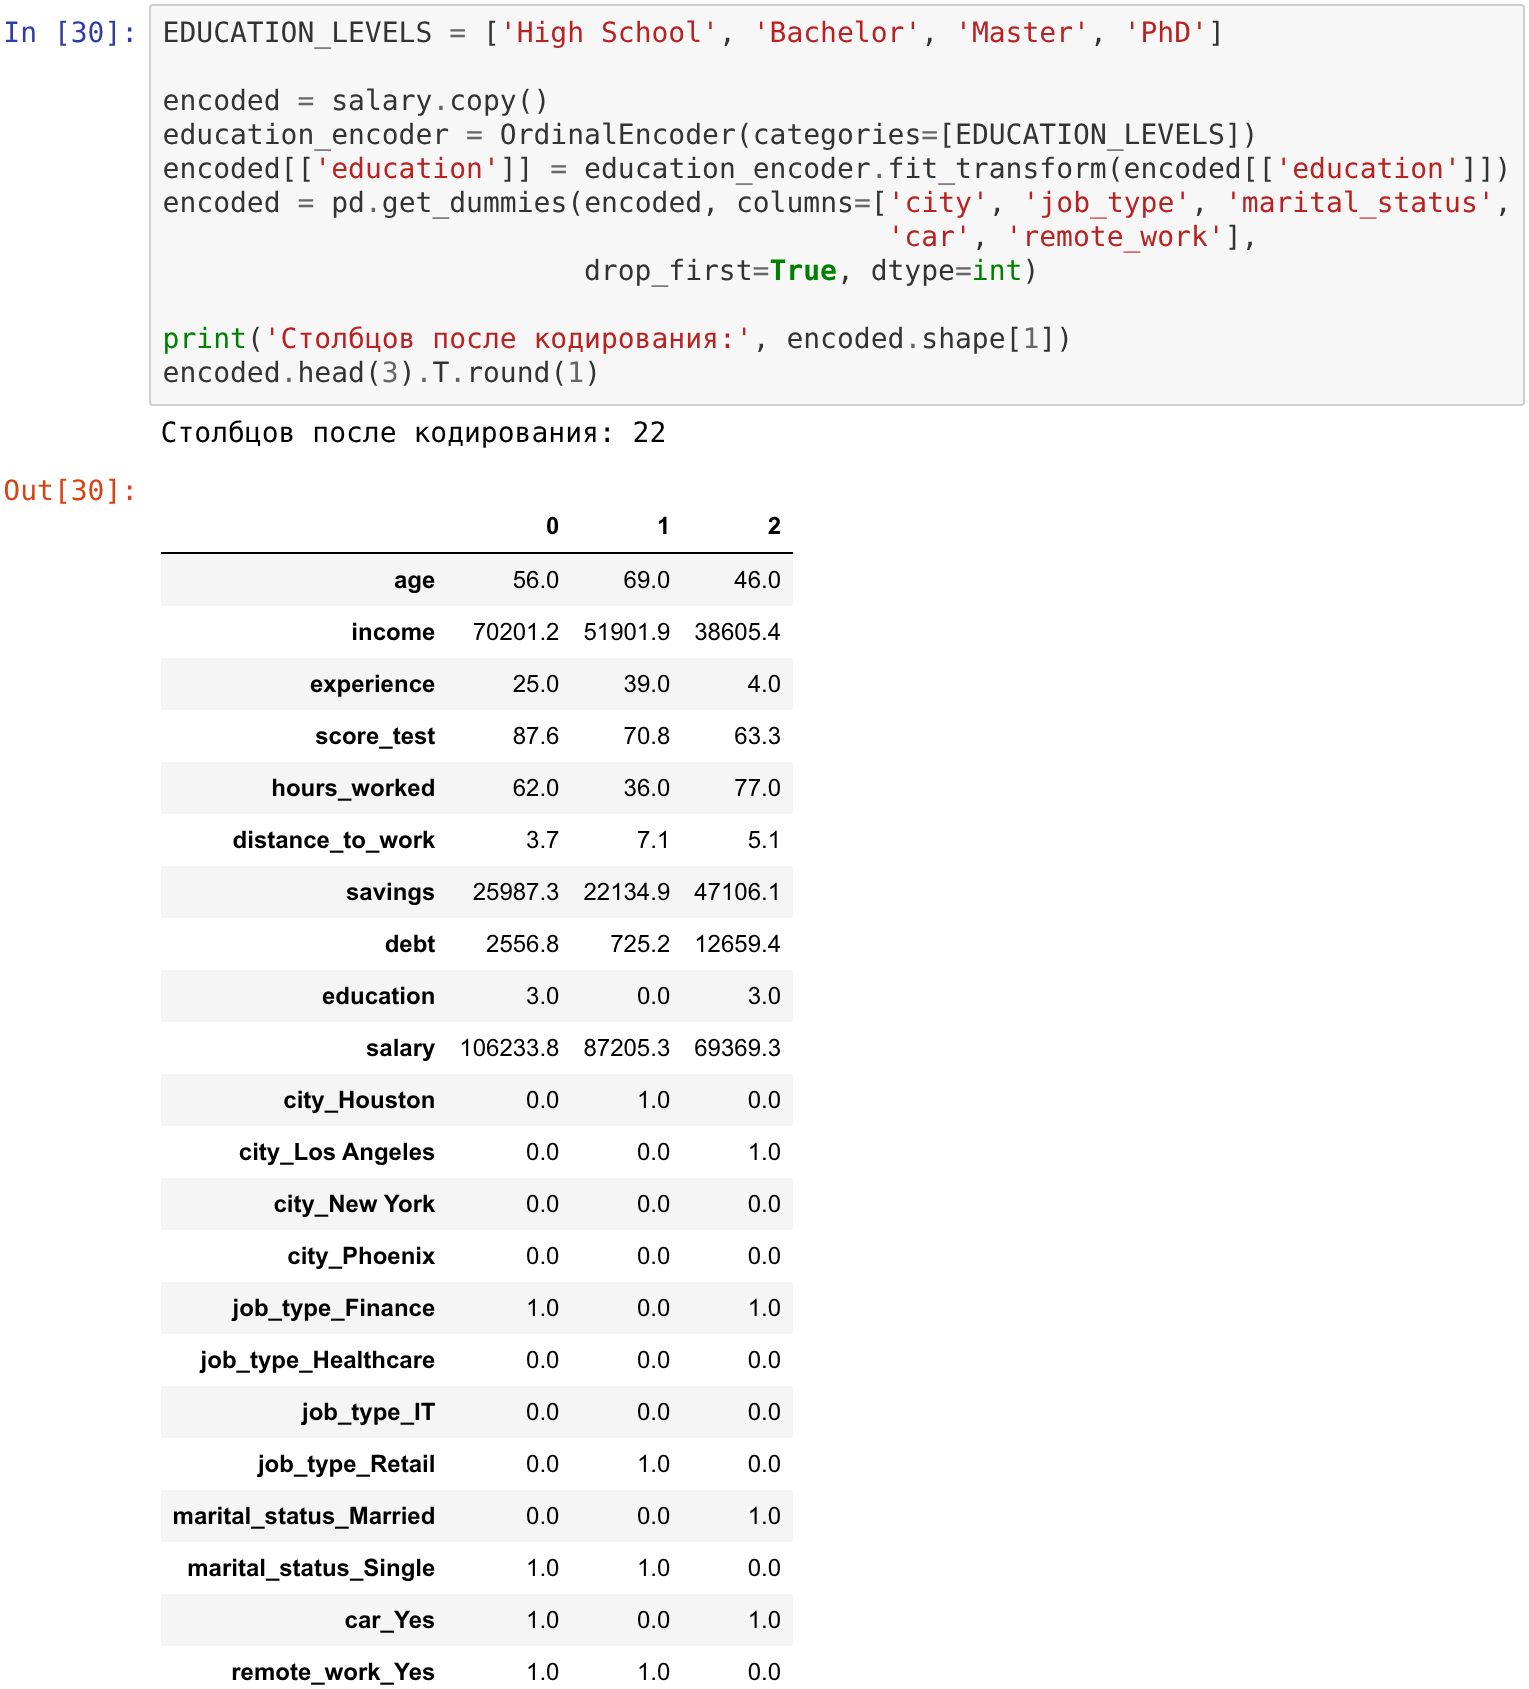 In [30]: EDUCATION_LEVELS = ['High School', 'Bachelor', 'Master', 'PhD']
encoded = salary.copy()
education_encoder = OrdinalEncoder(categories=[EDUCATION_LEVELS])
encoded[['education']] = education_encoder.fit_transform(encoded[['education']])
encoded = pd.get_dummies(encoded, columns=['city', 'job_type', 'marital_status',
'car', 'remote_work'],
drop_first=True, dtype=int)
print('Столбцов после кодирования:', encoded.shape[1])
encoded.head(3).T.round(1)
Столбцов после кодирования: 22
Out[30]:
0 1 2
age 56.0 69.0 46.0
income 70201.2 51901.9 38605.4
experience 25.0 39.0 4.0
score_test 87.6 70.8 63.3
hours_worked 62.0 36.0 77.0
distance_to_work 3.7 7.1 5.1
savings 25987.3 22134.9 47106.1
debt 2556.8 725.2 12659.4
education 3.0 0.0 3.0
salary 106233.8 87205.3 69369.3
city_Houston 0.0 1.0 0.0
city_Los Angeles 0.0 0.0 1.0
city_New York 0.0 0.0 0.0
city_Phoenix 0.0 0.0 0.0
job_type_Finance 1.0 0.0 1.0
job_type_Healthcare 0.0 0.0 0.0
job_type_IT 0.0 0.0 0.0
job_type_Retail 0.0 1.0 0.0
marital_status_Married 0.0 0.0 1.0
marital_status_Single 1.0 1.0 0.0
car_Yes 1.0 0.0 1.0
remote_work_Yes 1.0 1.0 0.0